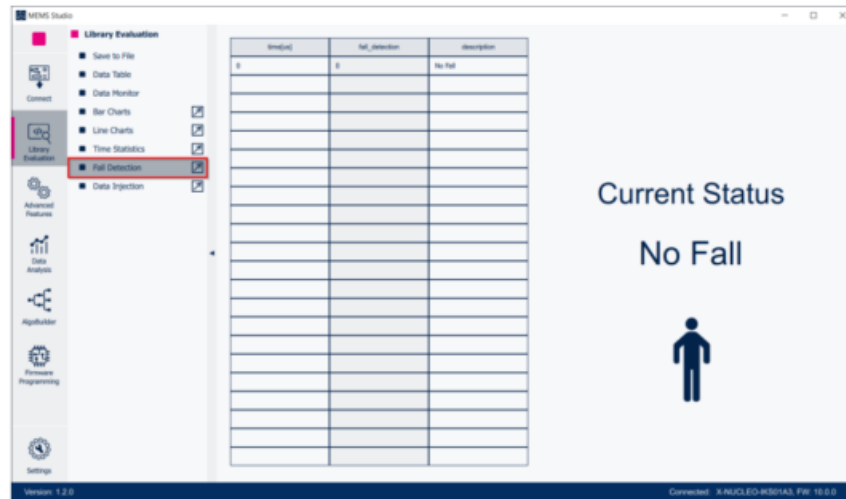 MEMS Studio
Connect
Library
Evaluation
Advanced
Features
Data
Analysis
AlgoBuilder
Firmware
Programming
Settings
Library Evaluation
Save to File
Data Table
Data Monitor
Bar Charts
Line Charts
Time Statistics
Fall Detection
Data Injection
time[us] fall_detection description
0 0 No Fall
Current Status
No Fall
Version: 1.2.0
Connected: X-NUCLEO-IKS01A3, FW: 10.0.0